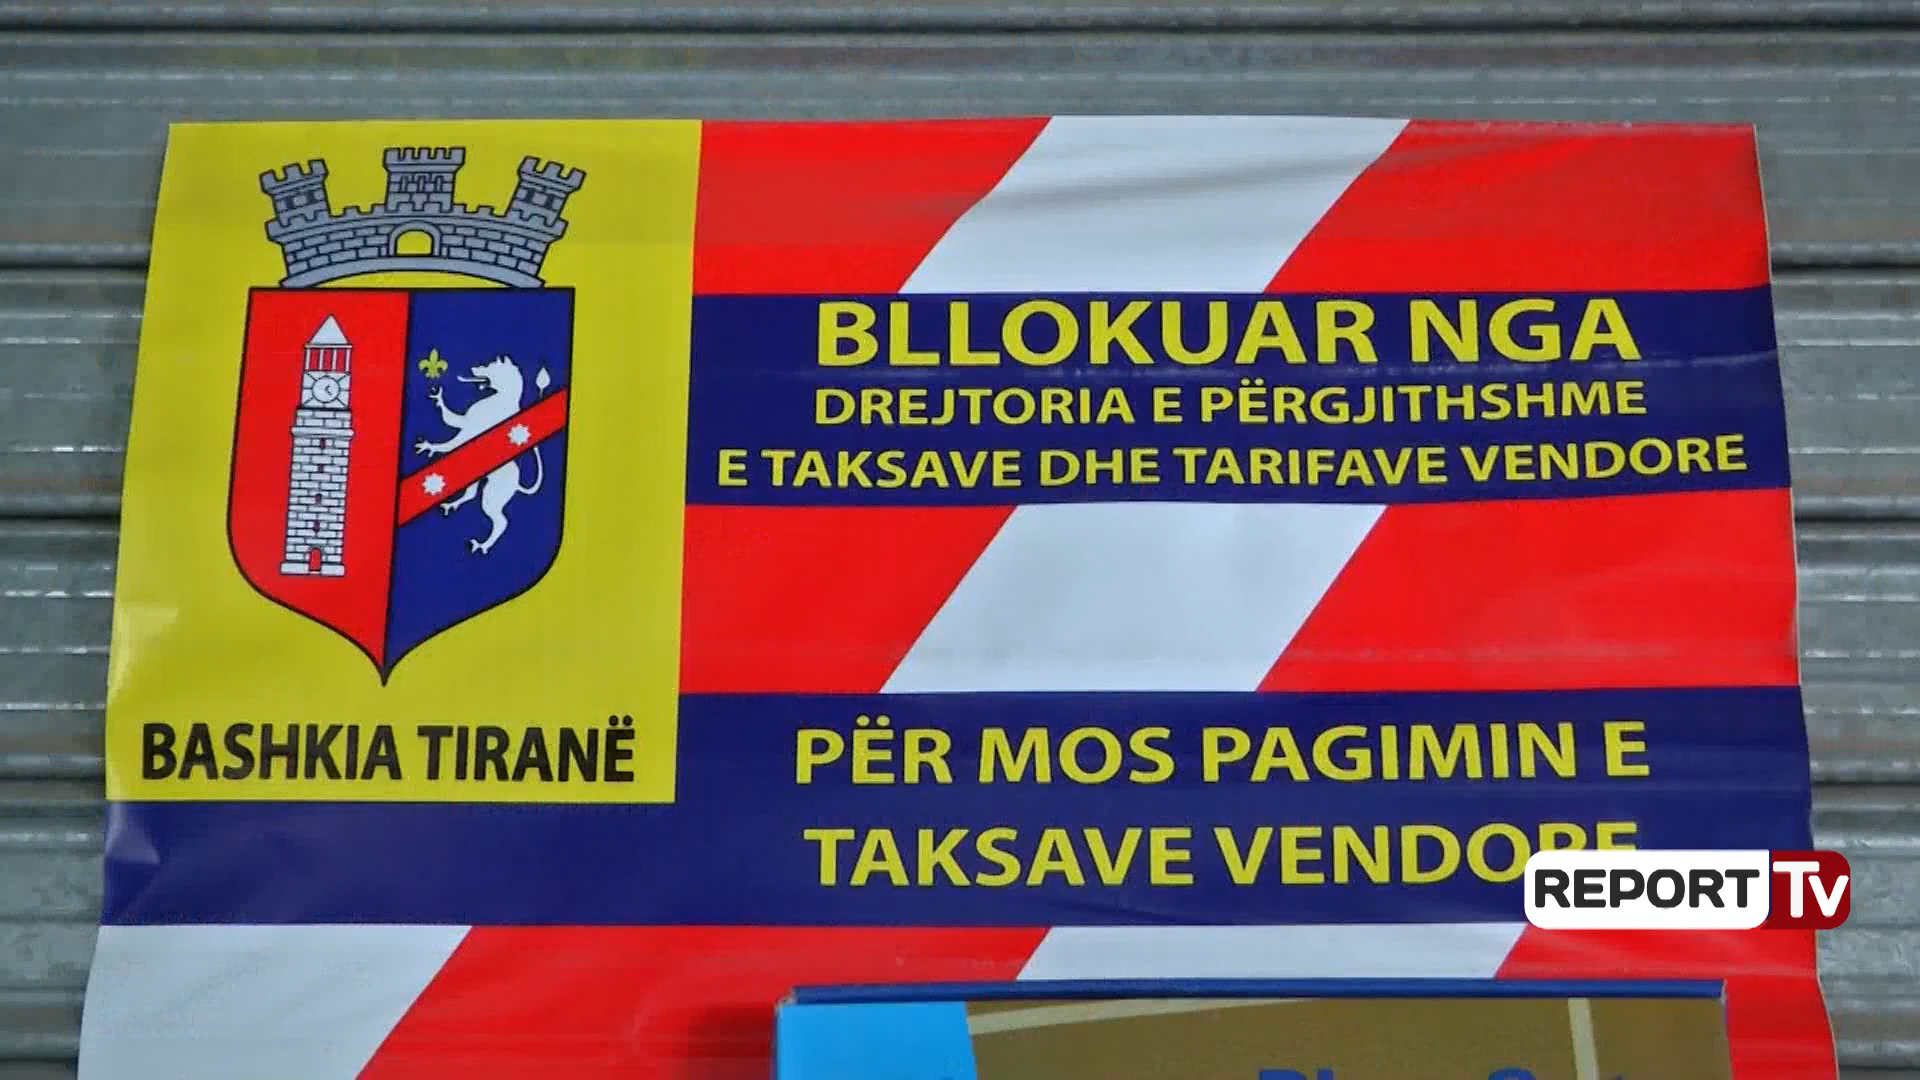 BLLOKUAR NGA
DREJTORIA E PËRGJITHSHME
E TAKSAVE DHE TARIFAVE VENDORE
BASHKIA TIRANË
PËR MOS PAGIMIN E
TAKSAVE VENDORE
REPORT Tv